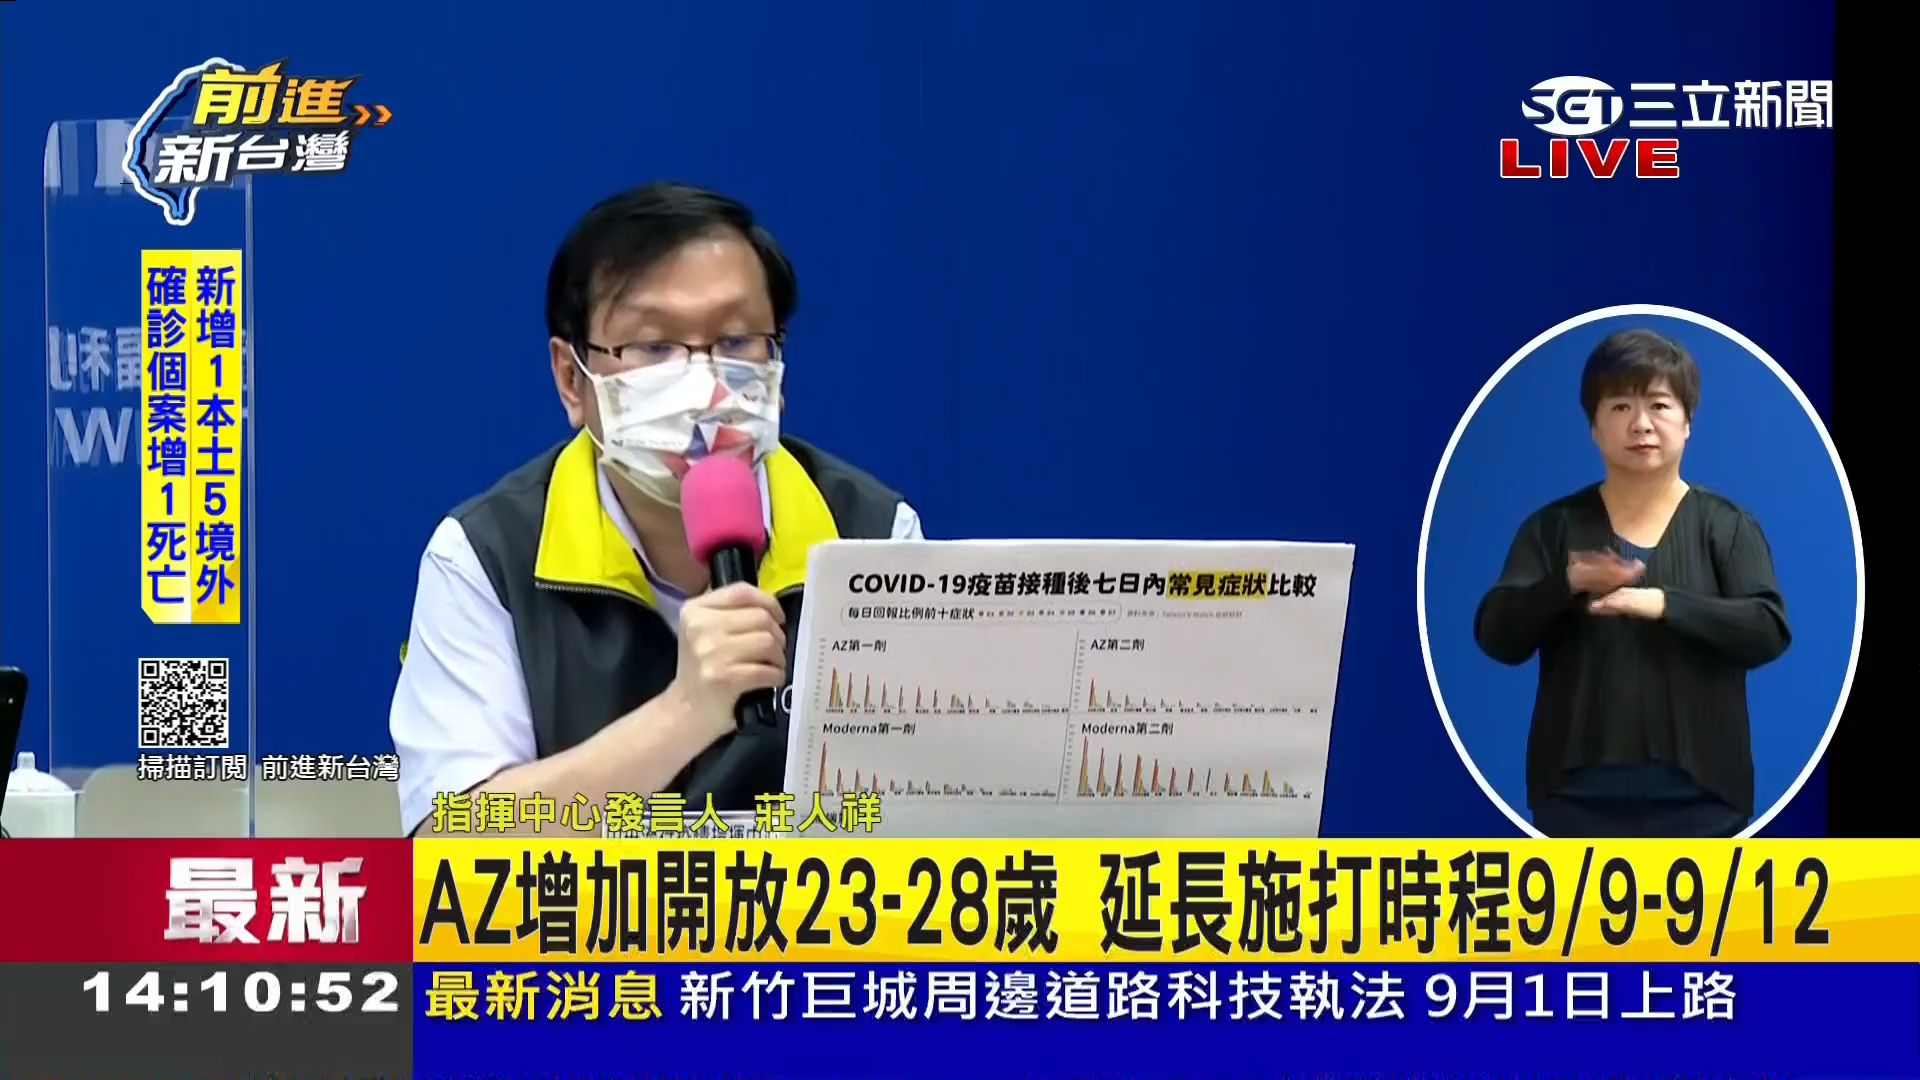 前進
新台灣
SET三立新聞
LIVE
新增1本土5境外
確診個案增1死亡
掃描訂閱 前進新台灣
COVID-19疫苗接種後七日內常見症狀比較
每日回報比例前十症狀
AZ第一劑
AZ第二劑
Moderna第一劑
Moderna第二劑
指揮中心發言人 莊人祥
最新
AZ增加開放23-28歲 延長施打時程9/9-9/12
14:10:52
最新消息 新竹巨城周邊道路科技執法 9月1日上路